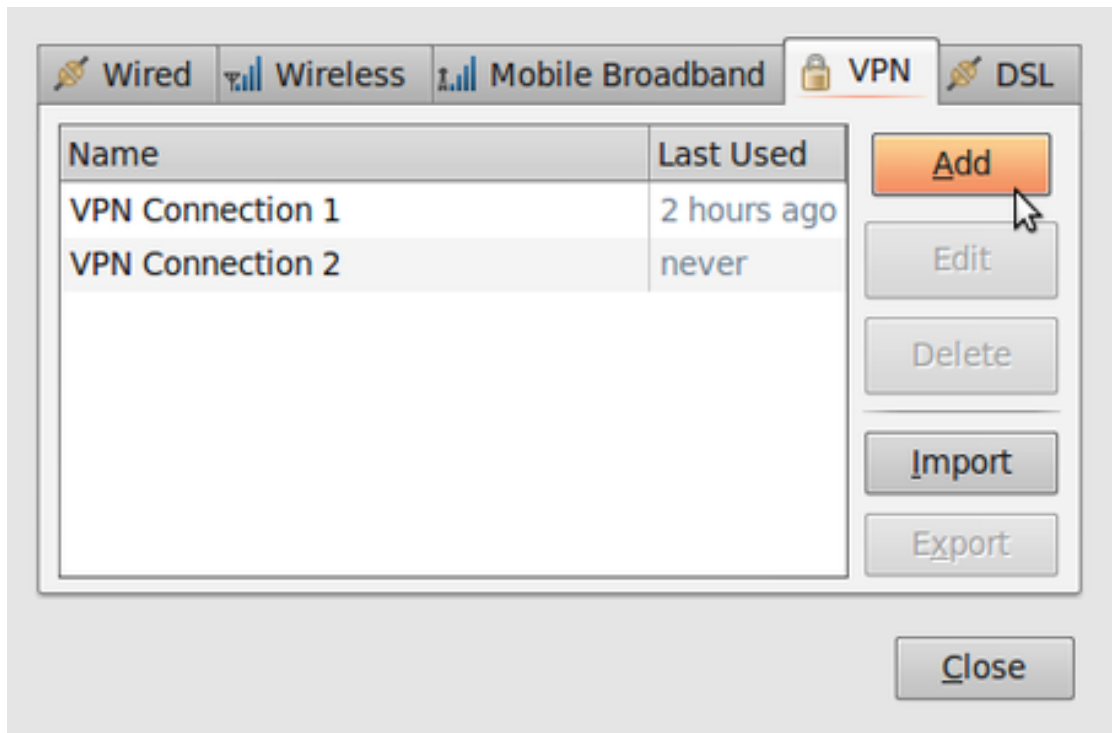 Wired Wireless Mobile Broadband VPN DSL
Name Last Used
VPN Connection 1 2 hours ago
VPN Connection 2 never
Add
Edit
Delete
Import
Export
Close